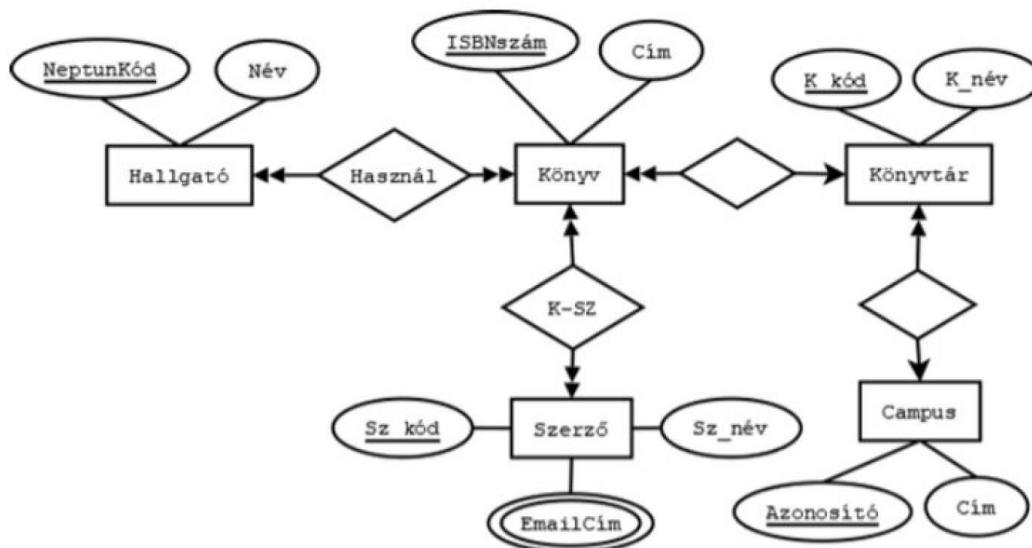 NeptunKód
Név
ISBNszám
Cím
K_kód
K_név
Hallgató
Használ
Könyv
Könyvtár
K-SZ
Sz_kód
Szerző
Sz_név
Campus
EmailCím
Azonosító
Cím